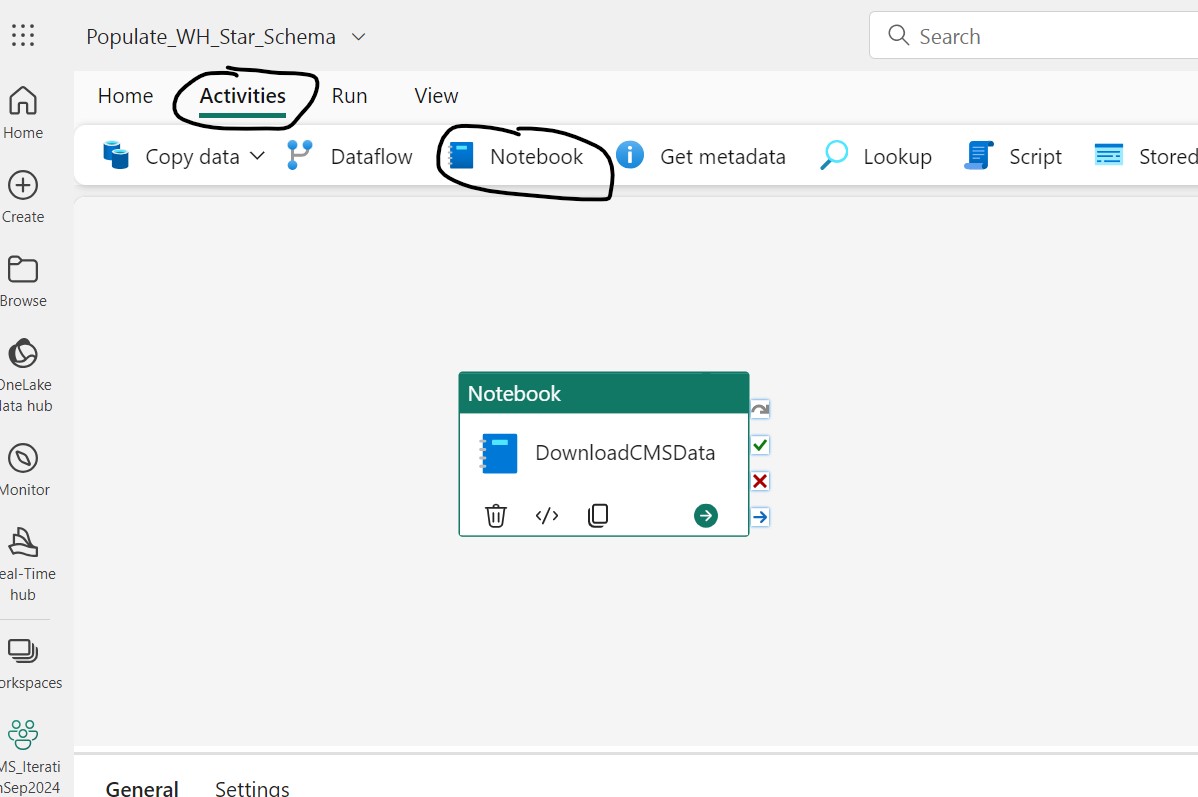 Populate_WH_Star_Schema
Search
Home Activities Run View
Copy data Dataflow Notebook Get metadata Lookup Script Stored
Home
Create
Browse
OneLake
data hub
Monitor
eal-Time
hub
orkspaces
MS_Iterati
nSep2024
Notebook
DownloadCMSData
</>
General Settings